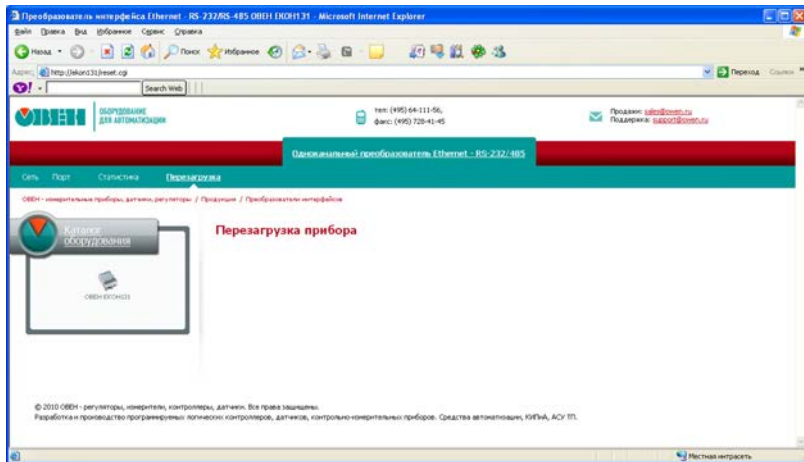 Преобразователь интерфейса Ethernet - RS-232/RS-485 ОВЕН ЕКОН131 - Microsoft Internet Explorer
Файл Правка Вид Избранное Сервис Справка
Назад Поиск Избранное
Адрес: http://ekon131/reset.cgi Переход Ссылки »
Y! Search Web
ОВЕН ОБОРУДОВАНИЕ ДЛЯ АВТОМАТИЗАЦИИ
тел: (495) 64-111-56,
факс: (495) 728-41-45
Продажи: sales@owen.ru
Поддержка: support@owen.ru
Одноканальный преобразователь Ethernet - RS-232/485
Сеть Порт Статистика Перезагрузка
ОВЕН - измерительные приборы, датчики, регуляторы / Продукция / Преобразователи интерфейсов
Каталог
оборудования
Перезагрузка прибора
ОВЕН ЕКОН131
© 2010 ОВЕН - регуляторы, измерители, контроллеры, датчики. Все права защищены.
Разработка и производство программируемых логических контроллеров, датчиков, контрольно-измерительных приборов. Средства автоматизации, КИПиА, АСУ ТП.
Местная интрасеть